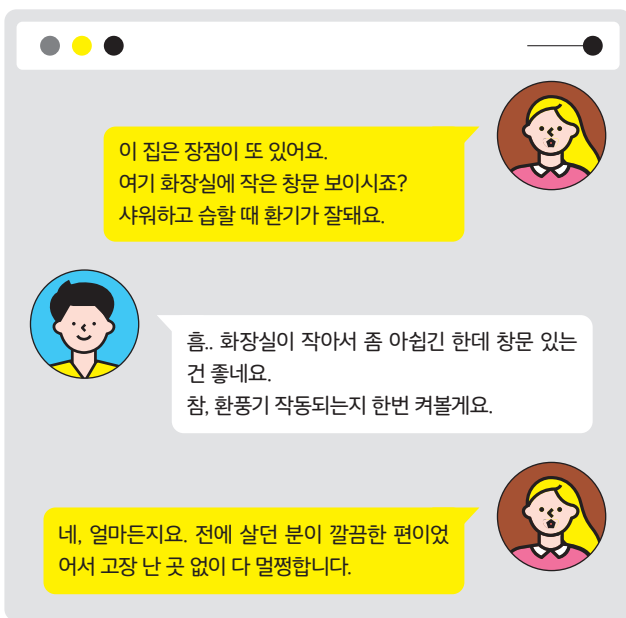 이 집은 장점이 또 있어요.
여기 화장실에 작은 창문 보이시죠?
샤워하고 습할 때 환기가 잘돼요.
흠.. 화장실이 작아서 좀 아쉽긴 한데 창문 있는
건 좋네요.
참, 환풍기 작동되는지 한번 켜볼게요.
네, 얼마든지요. 전에 살던 분이 깔끔한 편이었
어서 고장 난 곳 없이 다 멀쩡합니다.